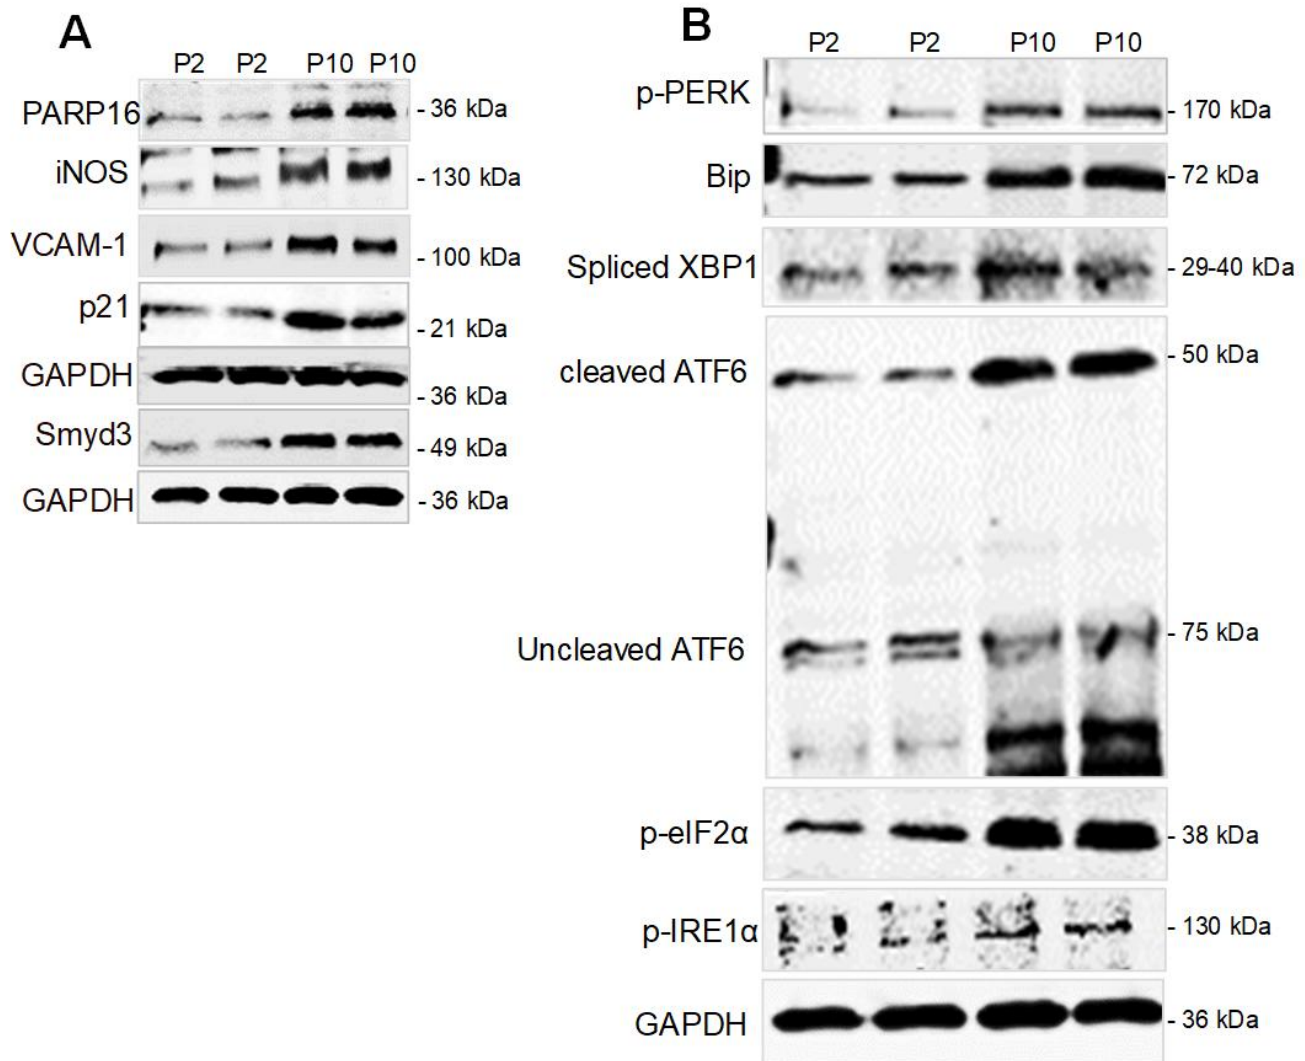 A
P2 P2 P10 P10
PARP16 - 36 kDa
iNOS - 130 kDa
VCAM-1 - 100 kDa
p21 - 21 kDa
GAPDH - 36 kDa
Smyd3 - 49 kDa
GAPDH - 36 kDa
B
P2 P2 P10 P10
p-PERK - 170 kDa
Bip - 72 kDa
Spliced XBP1 - 29-40 kDa
cleaved ATF6 - 50 kDa
Uncleaved ATF6 - 75 kDa
p-eIF2α - 38 kDa
p-IRE1α - 130 kDa
GAPDH - 36 kDa